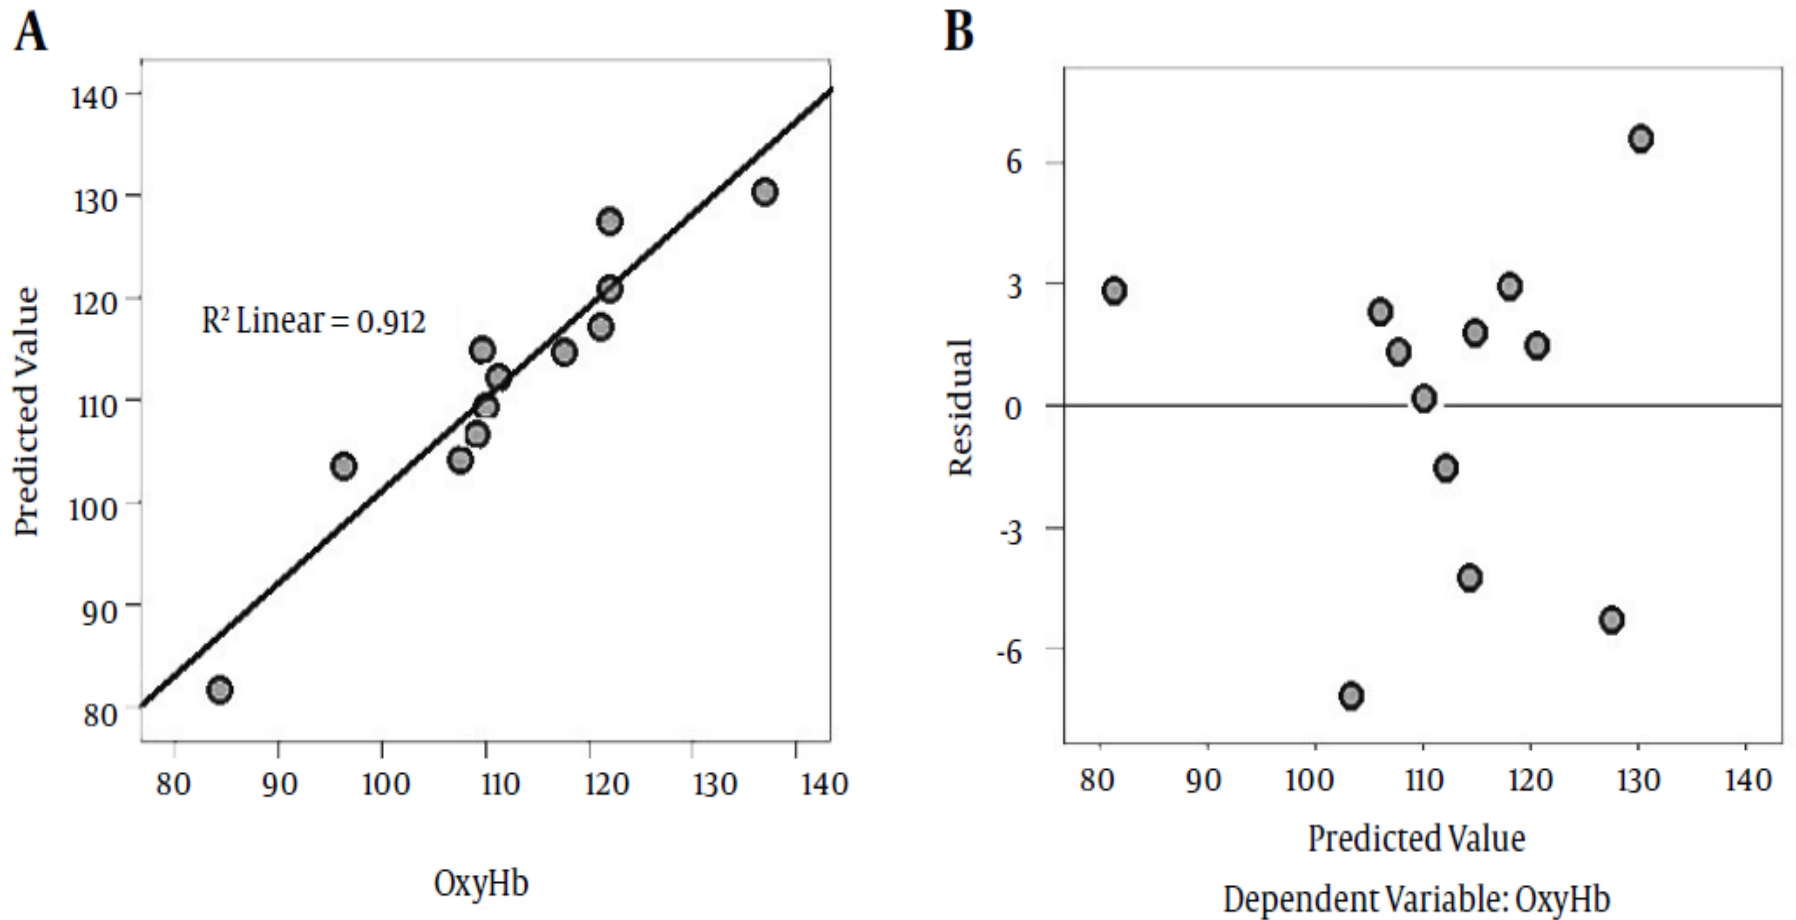 A
140
130
120
110
100
90
80
Predicted Value
R² Linear = 0.912
80 90 100 110 120 130 140
OxyHb
B
6
3
0
-3
-6
Residual
80 90 100 110 120 130 140
Predicted Value
Dependent Variable: OxyHb